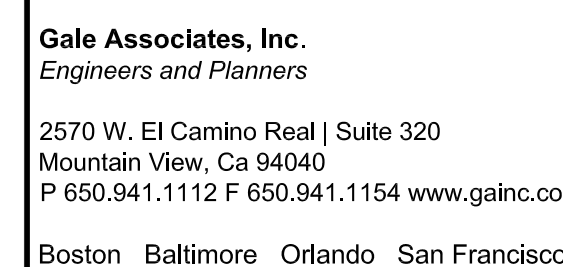 Gale Associates, Inc.
Engineers and Planners
2570 W. El Camino Real | Suite 320
Mountain View, Ca 94040
P 650.941.1112 F 650.941.1154 www.gainc.co
Boston Baltimore Orlando San Francisco